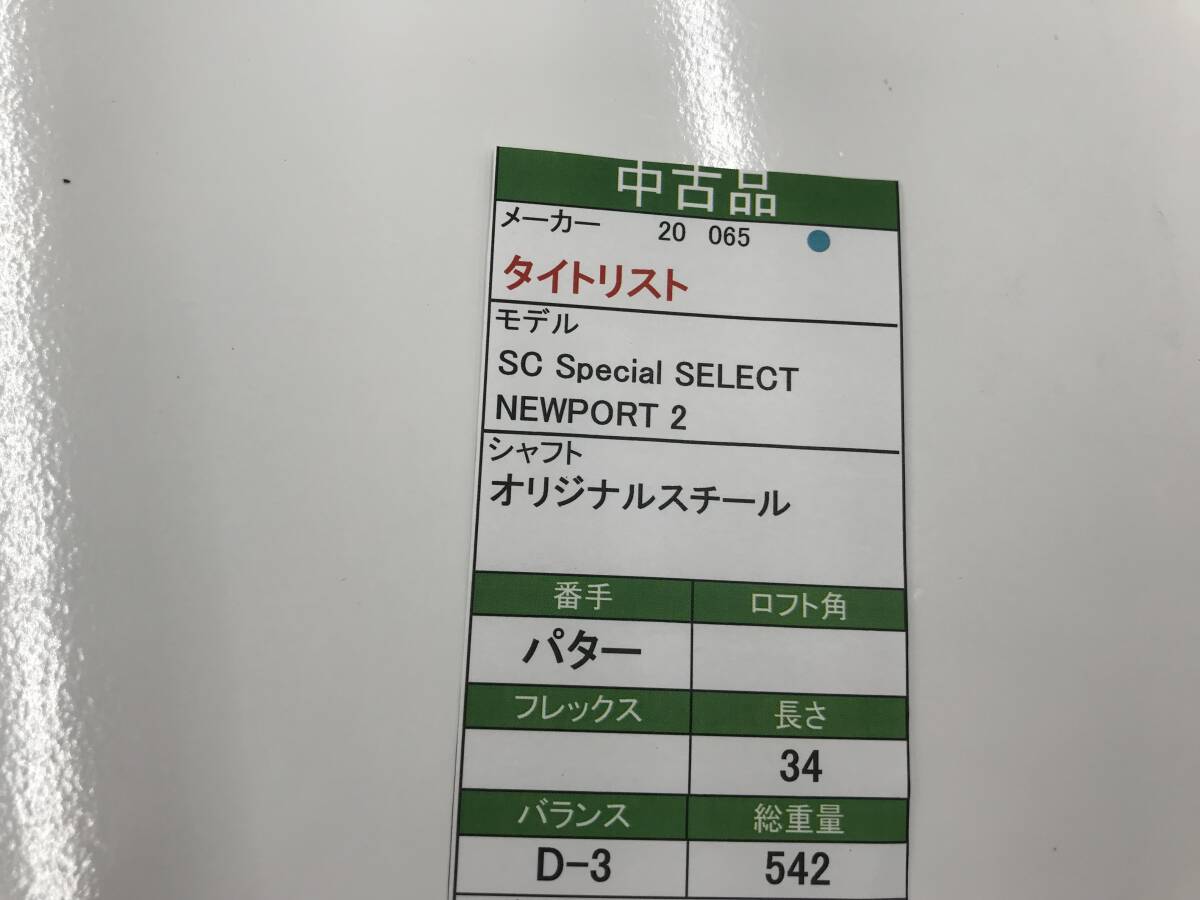 中古品
メーカー 20 065
タイトリスト
モデル
SC Special SELECT
NEWPORT 2
シャフト
オリジナルスチール
番手 ロフト角
パター
フレックス 長さ
34
バランス 総重量
D-3 542